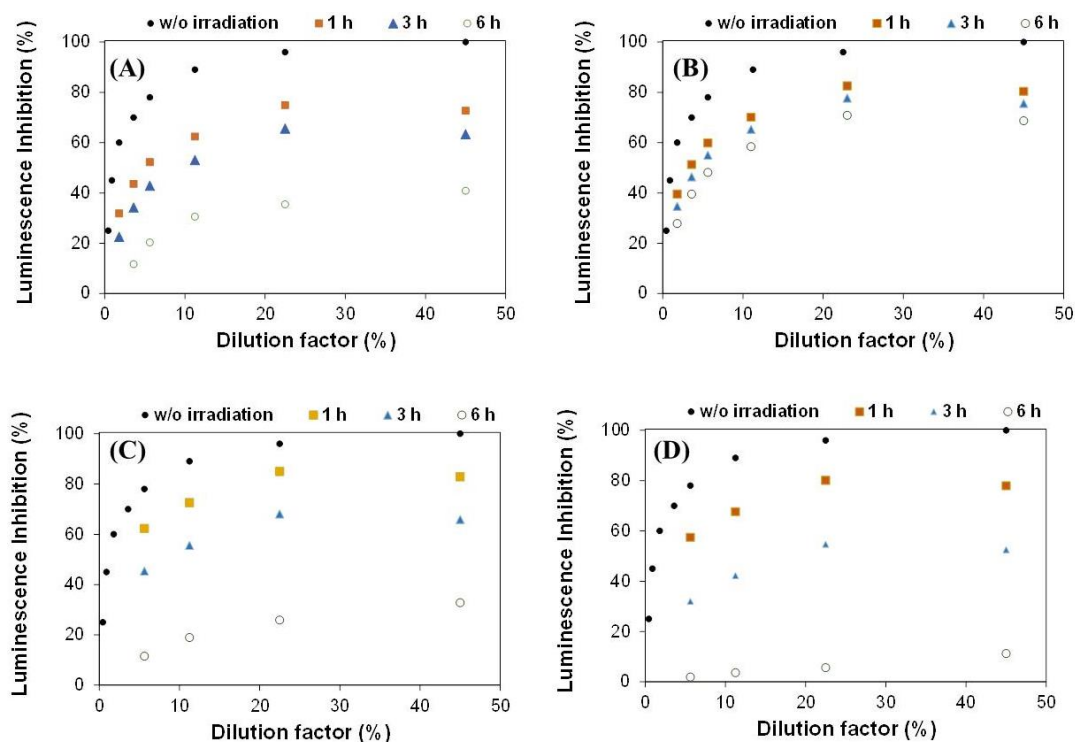 w/o irradiation 1 h 3 h 6 h
(A)
Luminescence Inhibition (%)
100
80
60
40
20
0
0 10 20 30 40 50
Dilution factor (%)
w/o irradiation 1 h 3 h 6 h
(B)
Luminescence Inhibition (%)
100
80
60
40
20
0
0 10 20 30 40 50
Dilution factor (%)
w/o irradiation 1 h 3 h 6 h
(C)
Luminescence Inhibition (%)
100
80
60
40
20
0
0 10 20 30 40 50
Dilution factor (%)
w/o irradiation 1 h 3 h 6 h
(D)
Luminescence Inhibition (%)
100
80
60
40
20
0
0 10 20 30 40 50
Dilution factor (%)